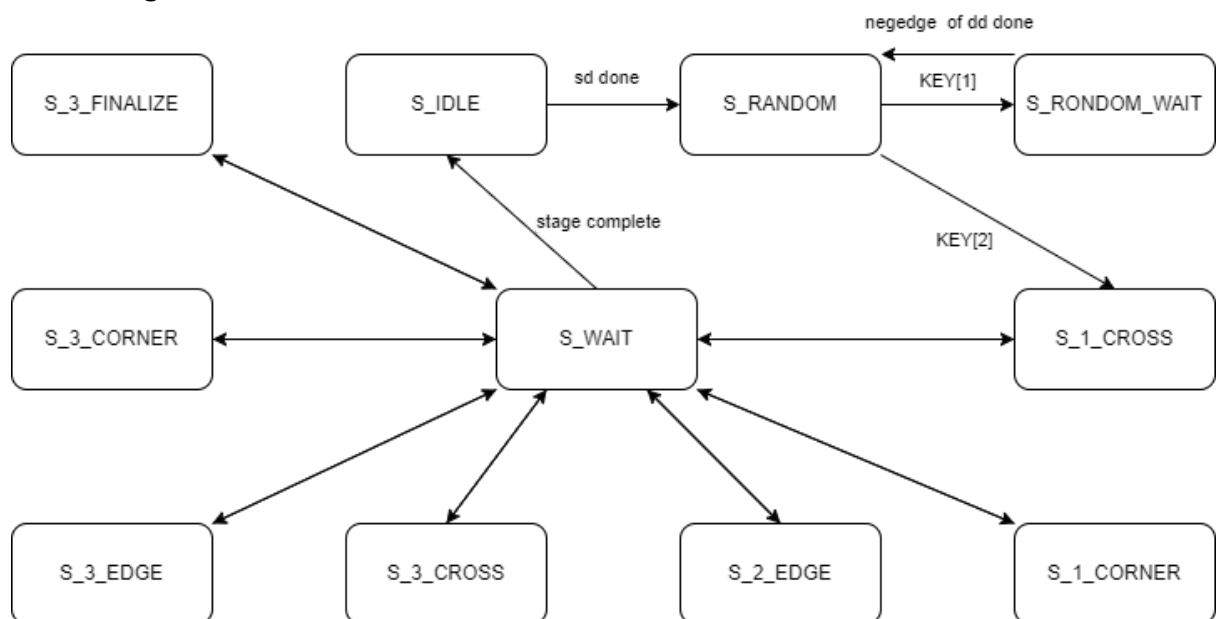 g
negedge of dd done
S_3_FINALIZE
S_IDLE
sd done
S_RANDOM
KEY[1]
S_RONDOM_WAIT
stage complete
KEY[2]
S_3_CORNER
S_WAIT
S_1_CROSS
S_3_EDGE
S_3_CROSS
S_2_EDGE
S_1_CORNER